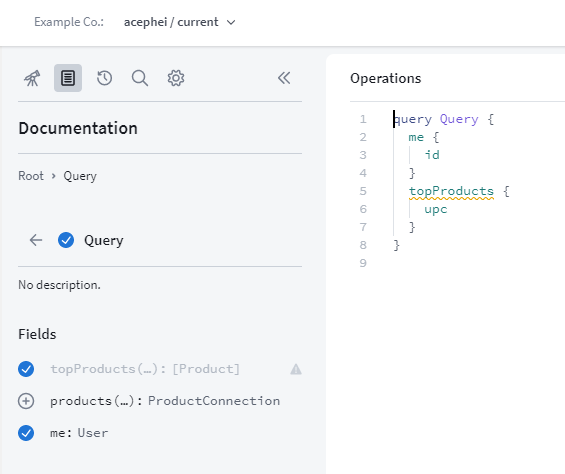 Example Co.: acephei / current
Documentation
Root › Query
Query
No description.
Fields
topProducts(…): [Product]
products(…): ProductConnection
me: User
Operations
1 query Query {
2 me {
3 id
4 }
5 topProducts {
6 upc
7 }
8 }
9